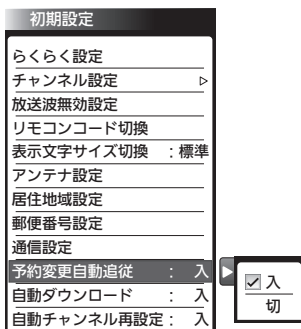 初期設定
らくらく設定
チャンネル設定
放送波無効設定
リモコンコード切換
表示文字サイズ切換 ：標準
アンテナ設定
居住地域設定
郵便番号設定
通信設定
予約変更自動追従 ： 入
自動ダウンロード ： 入
自動チャンネル再設定： 入
入
切